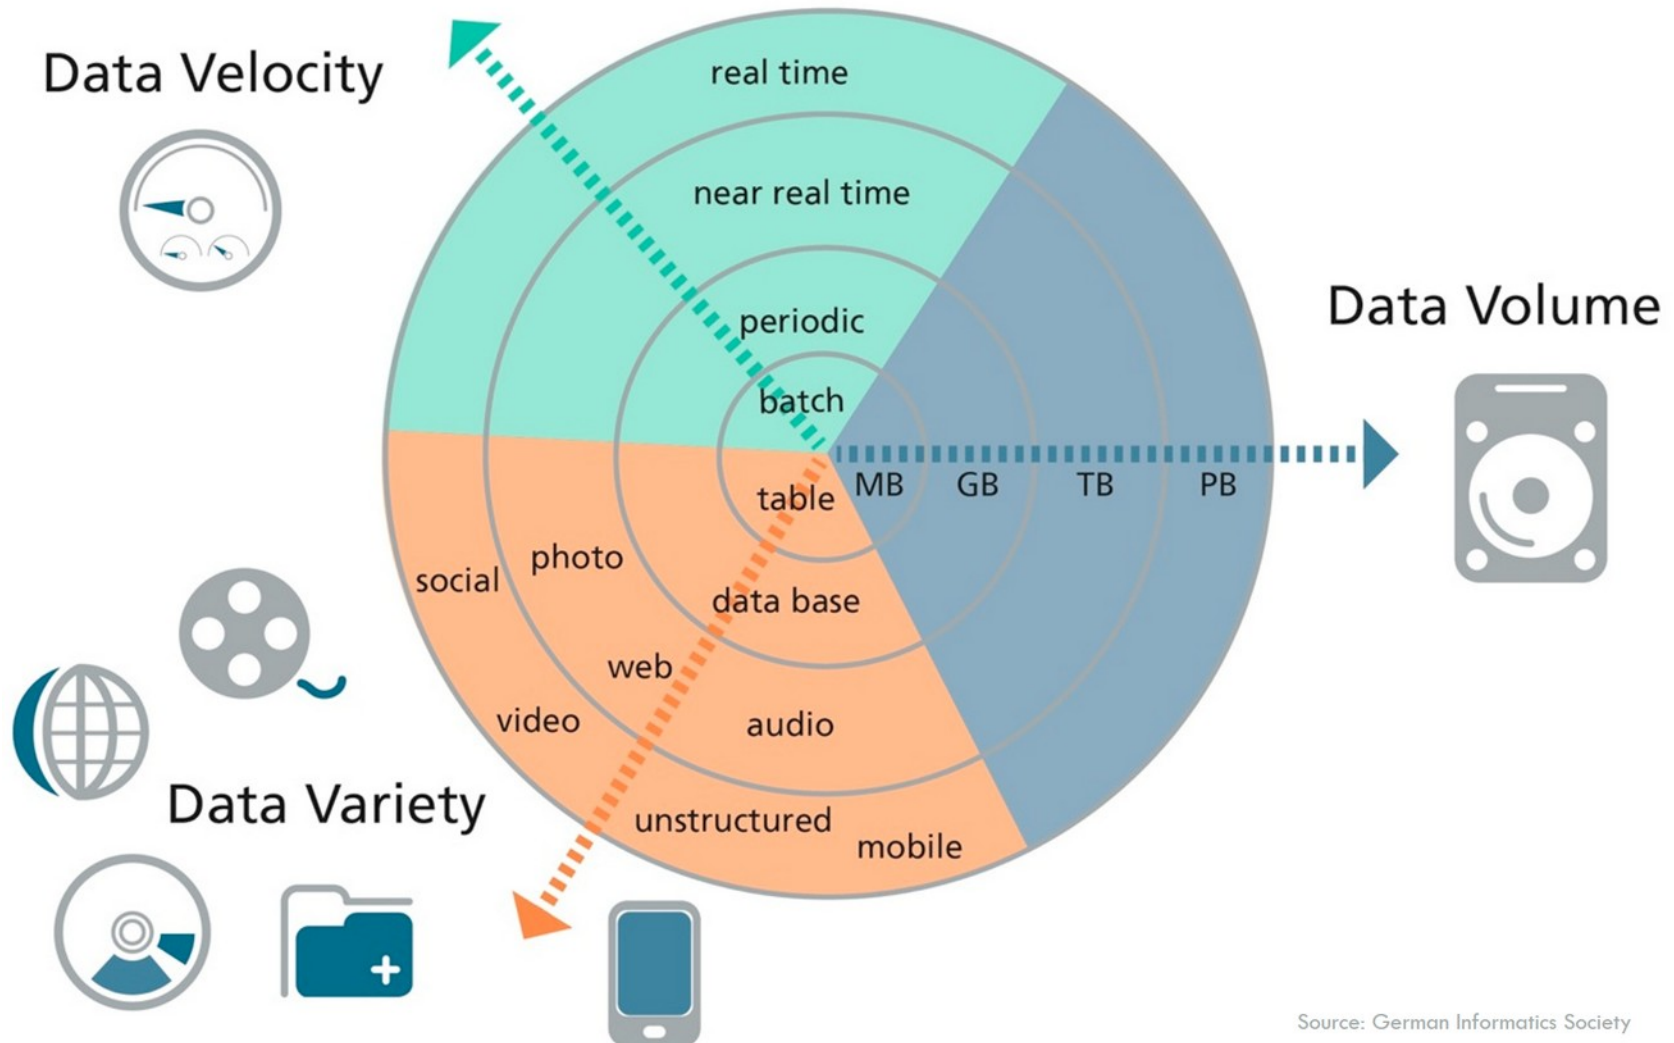 Data Velocity
real time
near real time
periodic
batch
Data Volume
MB GB TB PB
table
data base
photo
social
web
video
audio
unstructured
mobile
Data Variety
Source: German Informatics Society